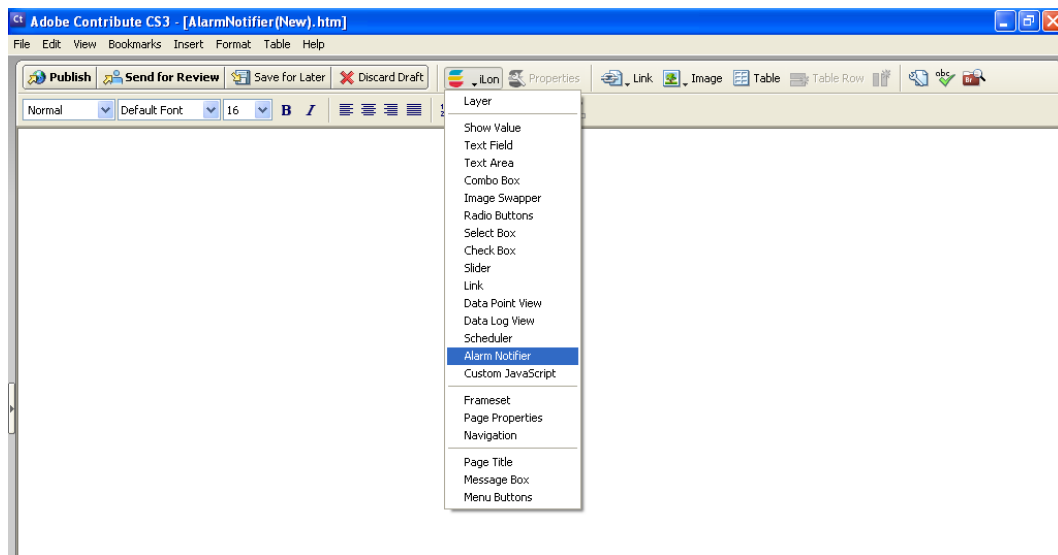 Ct Adobe Contribute CS3 - [AlarmNotifier(New).htm]
File Edit View Bookmarks Insert Format Table Help
Publish Send for Review Save for Later Discard Draft iLon Properties Link Image Table Table Row abc Br
Normal Default Font 16 B I
Layer
Show Value
Text Field
Text Area
Combo Box
Image Swapper
Radio Buttons
Select Box
Check Box
Slider
Link
Data Point View
Data Log View
Scheduler
Alarm Notifier
Custom JavaScript
Frameset
Page Properties
Navigation
Page Title
Message Box
Menu Buttons